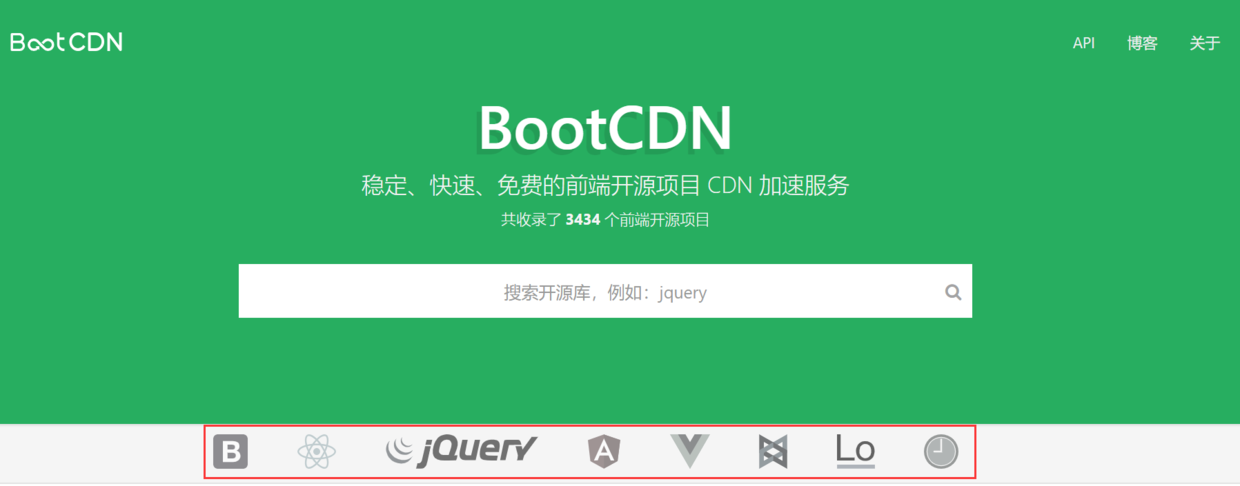 BootCDN
API 博客 关于
BootCDN
稳定、快速、免费的前端开源项目 CDN 加速服务
共收录了 3434 个前端开源项目
搜索开源库，例如：jquery
B jQuery A Lo